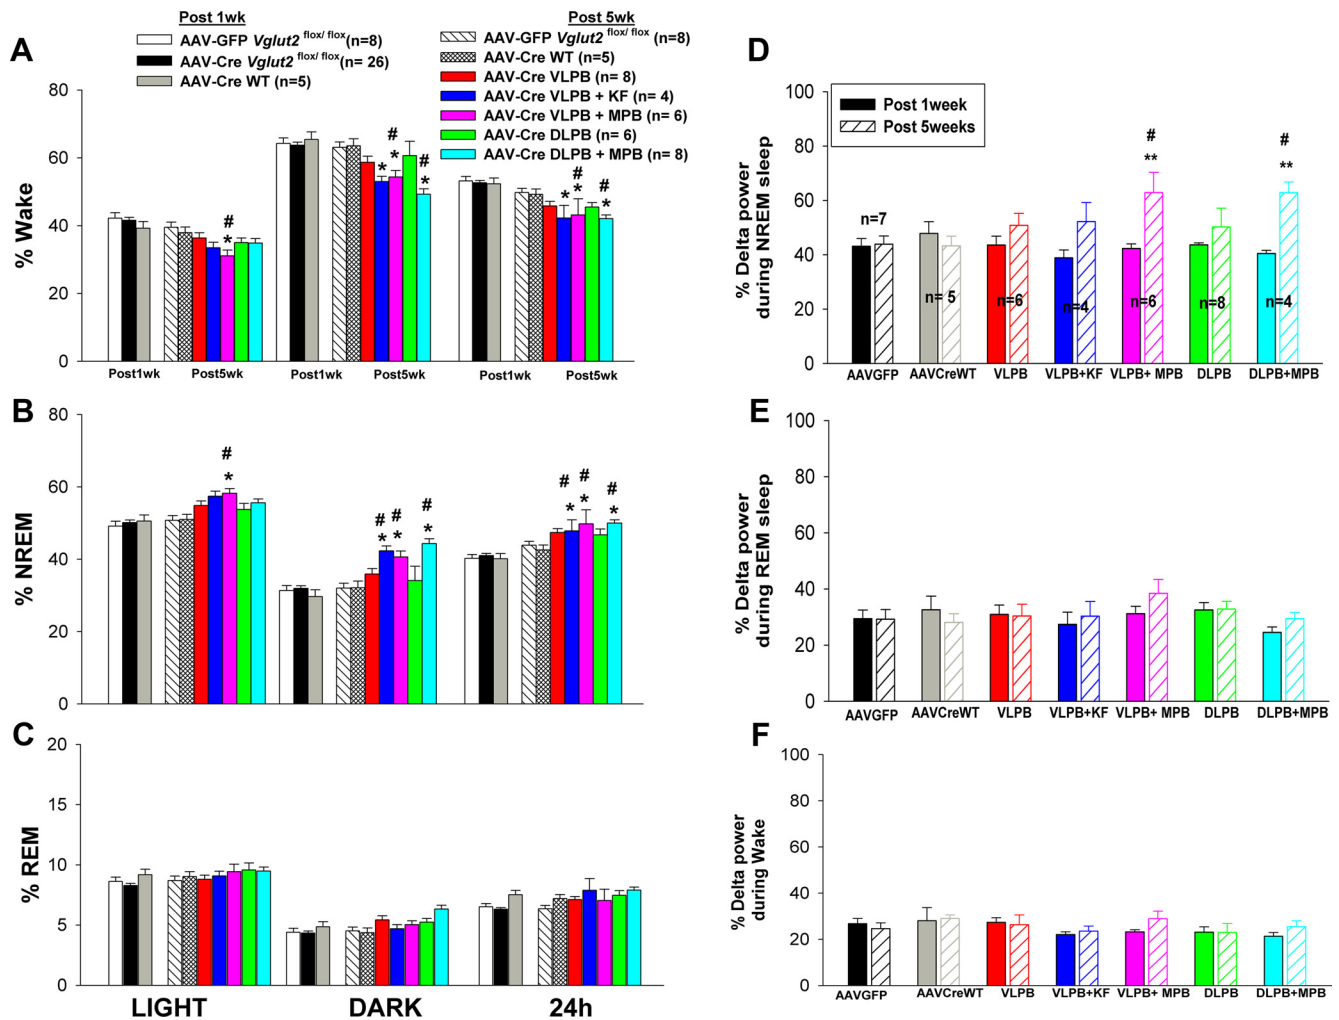 Post 1wk
AAV-GFP Vglut2 flox/ flox (n=8)
AAV-Cre Vglut2 flox/ flox (n= 26)
AAV-Cre WT (n=5)
Post 5wk
AAV-GFP Vglut2 flox/ flox (n=8)
AAV-Cre WT (n=5)
AAV-Cre VLPB (n= 8)
AAV-Cre VLPB + KF (n= 4)
AAV-Cre VLPB + MPB (n= 6)
AAV-Cre DLPB (n= 6)
AAV-Cre DLPB + MPB (n= 8)
A
% Wake
80
60
40
20
0
# * * # * # * * # * # *
Post1wk Post5wk Post1wk Post5wk Post1wk Post5wk
B
% NREM
80
60
40
20
0
# * # * # * # * # * # * # *
C
% REM
20
15
10
5
0
LIGHT DARK 24h
D
% Delta power
during NREM sleep
100
80
60
40
20
0
Post 1week
Post 5weeks
# ** # **
n=7 n= 5 n=6 n=4 n=6 n=8 n=4
AAVGFP AAVCreWT VLPB VLPB+KF VLPB+ MPB DLPB DLPB+MPB
E
% Delta power
during REM sleep
100
80
60
40
20
0
AAVGFP AAVCreWT VLPB VLPB+KF VLPB+ MPB DLPB DLPB+MPB
F
% Delta power
during Wake
100
80
60
40
20
0
AAVGFP AAVCreWT VLPB VLPB+KF VLPB+ MPB DLPB DLPB+MPB